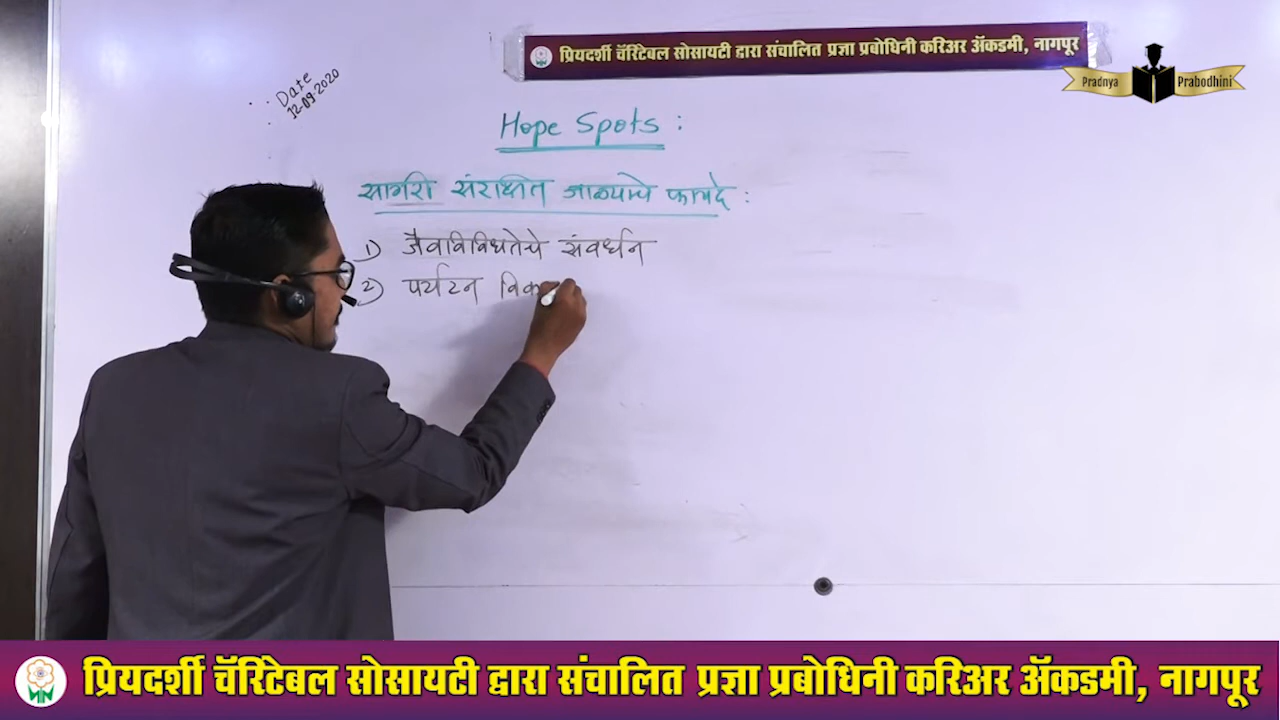 प्रियदर्शी चॅरिटेबल सोसायटी द्वारा संचालित प्रज्ञा प्रबोधिनी करिअर ॲकडमी, नागपूर
Pradnya Prabodhini
Date
12-09-2020
Hope Spots :
सागरी संरक्षित जाळ्याचे फायदे :
1) जैवविविधतेचे संवर्धन
2) पर्यटन विक
प्रियदर्शी चॅरिटेबल सोसायटी द्वारा संचालित प्रज्ञा प्रबोधिनी करिअर ॲकडमी, नागपूर